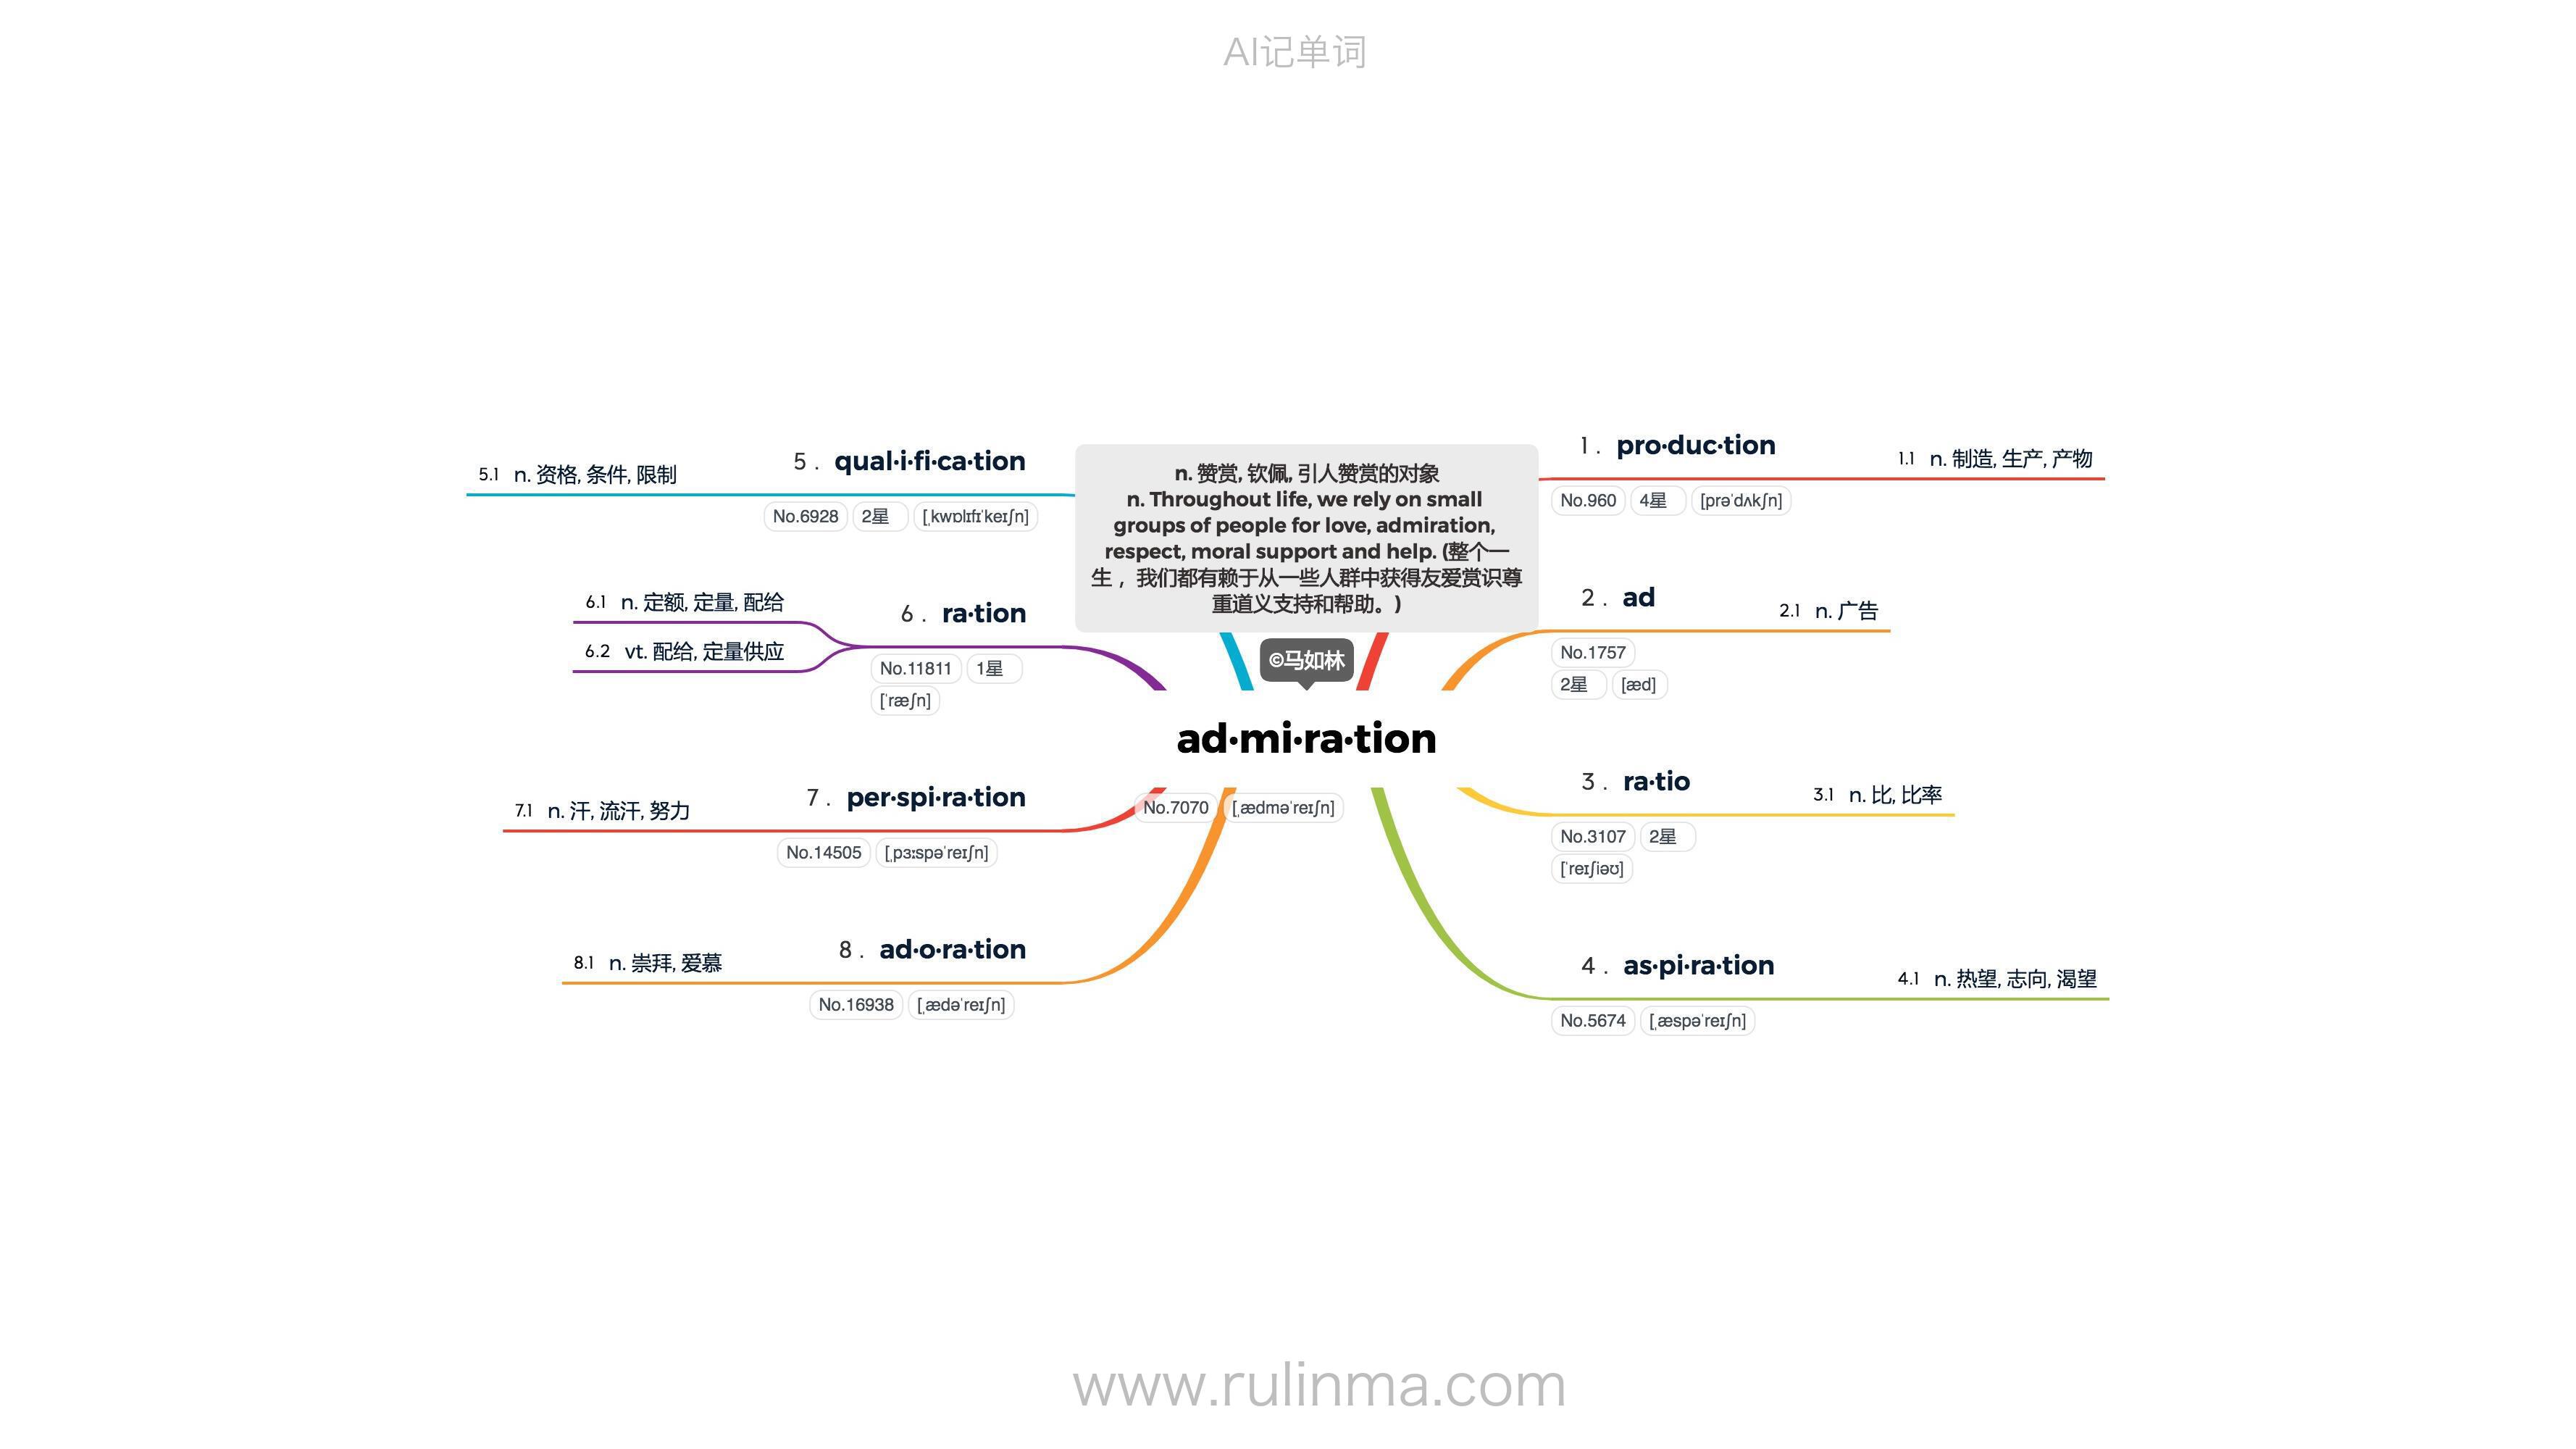 AI记单词
n. 赞赏, 钦佩, 引人赞赏的对象
n. Throughout life, we rely on small
groups of people for love, admiration,
respect, moral support and help. (整个一
生， 我们都有赖于从一些人群中获得友爱赏识尊
重道义支持和帮助。)
©马如林
ad·mi·ra·tion
No.7070 [ˌædməˈreɪʃn]
1 . pro·duc·tion
No.960 4星 [prəˈdʌkʃn]
1.1 n. 制造, 生产, 产物
2 . ad
No.1757
2星 [æd]
2.1 n. 广告
3 . ra·tio
No.3107 2星
[ˈreɪʃiəʊ]
3.1 n. 比, 比率
4 . as·pi·ra·tion
No.5674 [ˌæspəˈreɪʃn]
4.1 n. 热望, 志向, 渴望
5 . qual·i·fi·ca·tion
No.6928 2星 [ˌkwɒlɪfɪˈkeɪʃn]
5.1 n. 资格, 条件, 限制
6 . ra·tion
No.11811 1星
[ˈræʃn]
6.1 n. 定额, 定量, 配给
6.2 vt. 配给, 定量供应
7 . per·spi·ra·tion
No.14505 [ˌpɜːspəˈreɪʃn]
7.1 n. 汗, 流汗, 努力
8 . ad·o·ra·tion
No.16938 [ˌædəˈreɪʃn]
8.1 n. 崇拜, 爱慕
www.rulinma.com